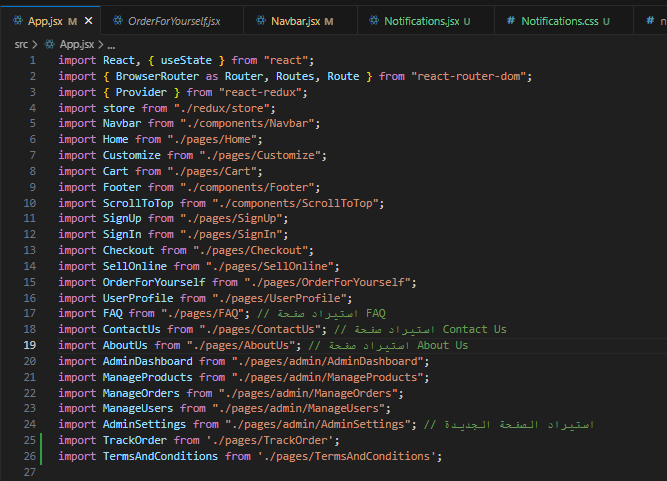 App.jsx M × OrderForYourself.jsx Navbar.jsx M Notifications.jsx U # Notifications.css U # n
src > App.jsx > ...
1 import React, { useState } from "react";
2 import { BrowserRouter as Router, Routes, Route } from "react-router-dom";
3 import { Provider } from "react-redux";
4 import store from "./redux/store";
5 import Navbar from "./components/Navbar";
6 import Home from "./pages/Home";
7 import Customize from "./pages/Customize";
8 import Cart from "./pages/Cart";
9 import Footer from "./components/Footer";
10 import ScrollToTop from "./components/ScrollToTop";
11 import SignUp from "./pages/SignUp";
12 import SignIn from "./pages/SignIn";
13 import Checkout from "./pages/Checkout";
14 import SellOnline from "./pages/SellOnline";
15 import OrderForYourself from "./pages/OrderForYourself";
16 import UserProfile from "./pages/UserProfile";
17 import FAQ from "./pages/FAQ"; // استيراد صفحة FAQ
18 import ContactUs from "./pages/ContactUs"; // استيراد صفحة Contact Us
19 import AboutUs from "./pages/AboutUs"; // استيراد صفحة About Us
20 import AdminDashboard from "./pages/admin/AdminDashboard";
21 import ManageProducts from "./pages/admin/ManageProducts";
22 import ManageOrders from "./pages/admin/ManageOrders";
23 import ManageUsers from "./pages/admin/ManageUsers";
24 import AdminSettings from "./pages/admin/AdminSettings"; // استيراد الصفحة الجديدة
25 import TrackOrder from './pages/TrackOrder';
26 import TermsAndConditions from './pages/TermsAndConditions';
27